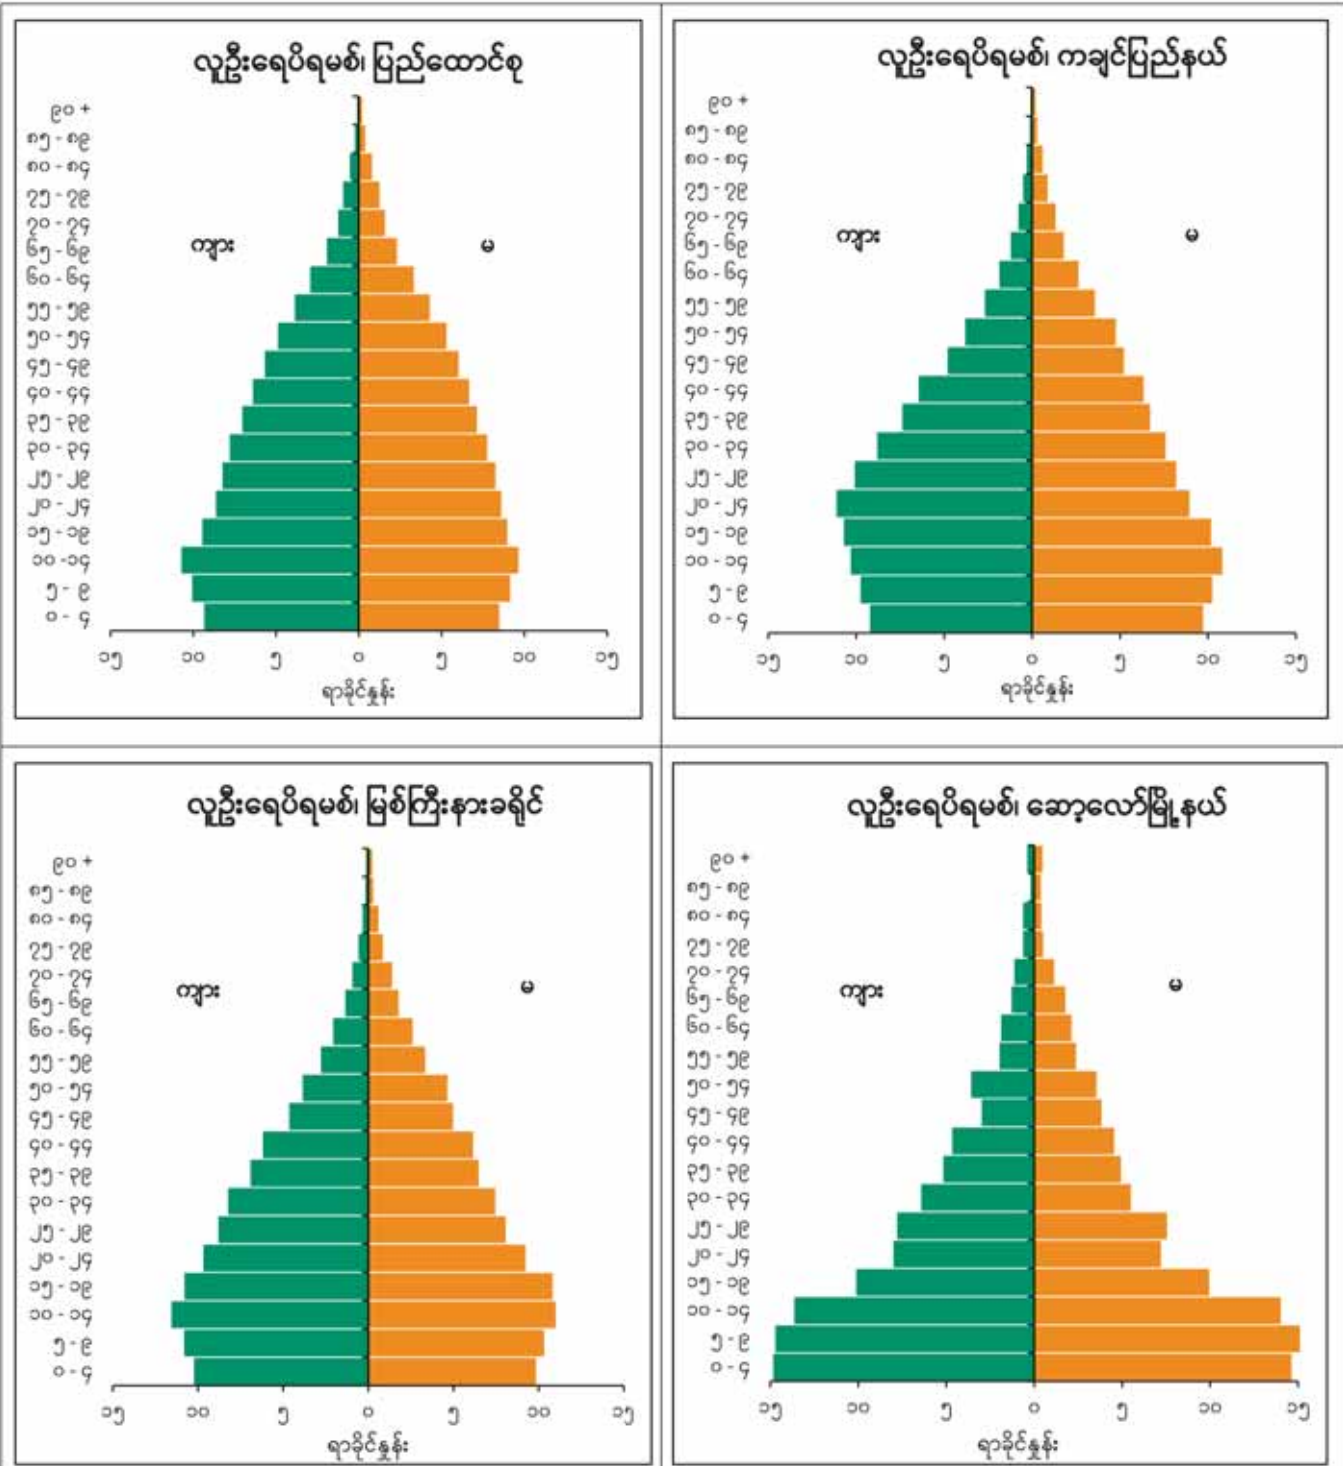 လူဦးရေပိရမစ်၊ ပြည်ထောင်စု
၉၀ +
၈၅ - ၈၉
၈၀ - ၈၄
၇၅ - ၇၉
၇၀ - ၇၄
၆၅ - ၆၉
၆၀ - ၆၄
၅၅ - ၅၉
၅၀ - ၅၄
၄၅ - ၄၉
၄၀ - ၄၄
၃၅ - ၃၉
၃၀ - ၃၄
၂၅ - ၂၉
၂၀ - ၂၄
၁၅ - ၁၉
၁၀ -၁၄
၅ - ၉
၀ - ၄
ကျား မ
၁၅ ၁၀ ၅ ၀ ၅ ၁၀ ၁၅
ရာခိုင်နှုန်း
လူဦးရေပိရမစ်၊ ကချင်ပြည်နယ်
၉၀ +
၈၅ - ၈၉
၈၀ - ၈၄
၇၅ - ၇၉
၇၀ - ၇၄
၆၅ - ၆၉
၆၀ - ၆၄
၅၅ - ၅၉
၅၀ - ၅၄
၄၅ - ၄၉
၄၀ - ၄၄
၃၅ - ၃၉
၃၀ - ၃၄
၂၅ - ၂၉
၂၀ - ၂၄
၁၅ - ၁၉
၁၀ - ၁၄
၅ - ၉
၀ - ၄
ကျား မ
၁၅ ၁၀ ၅ ၀ ၅ ၁၀ ၁၅
ရာခိုင်နှုန်း
လူဦးရေပိရမစ်၊ မြစ်ကြီးနားခရိုင်
၉၀ +
၈၅ - ၈၉
၈၀ - ၈၄
၇၅ - ၇၉
၇၀ - ၇၄
၆၅ - ၆၉
၆၀ - ၆၄
၅၅ - ၅၉
၅၀ - ၅၄
၄၅ - ၄၉
၄၀ - ၄၄
၃၅ - ၃၉
၃၀ - ၃၄
၂၅ - ၂၉
၂၀ - ၂၄
၁၅ - ၁၉
၁၀ - ၁၄
၅ - ၉
၀ - ၄
ကျား မ
၁၅ ၁၀ ၅ ၀ ၅ ၁၀ ၁၅
ရာခိုင်နှုန်း
လူဦးရေပိရမစ်၊ ဆော့လော်မြို့နယ်
၉၀ +
၈၅ - ၈၉
၈၀ - ၈၄
၇၅ - ၇၉
၇၀ - ၇၄
၆၅ - ၆၉
၆၀ - ၆၄
၅၅ - ၅၉
၅၀ - ၅၄
၄၅ - ၄၉
၄၀ - ၄၄
၃၅ - ၃၉
၃၀ - ၃၄
၂၅ - ၂၉
၂၀ - ၂၄
၁၅ - ၁၉
၁၀ - ၁၄
၅ - ၉
၀ - ၄
ကျား မ
၁၅ ၁၀ ၅ ၀ ၅ ၁၀ ၁၅
ရာခိုင်နှုန်း